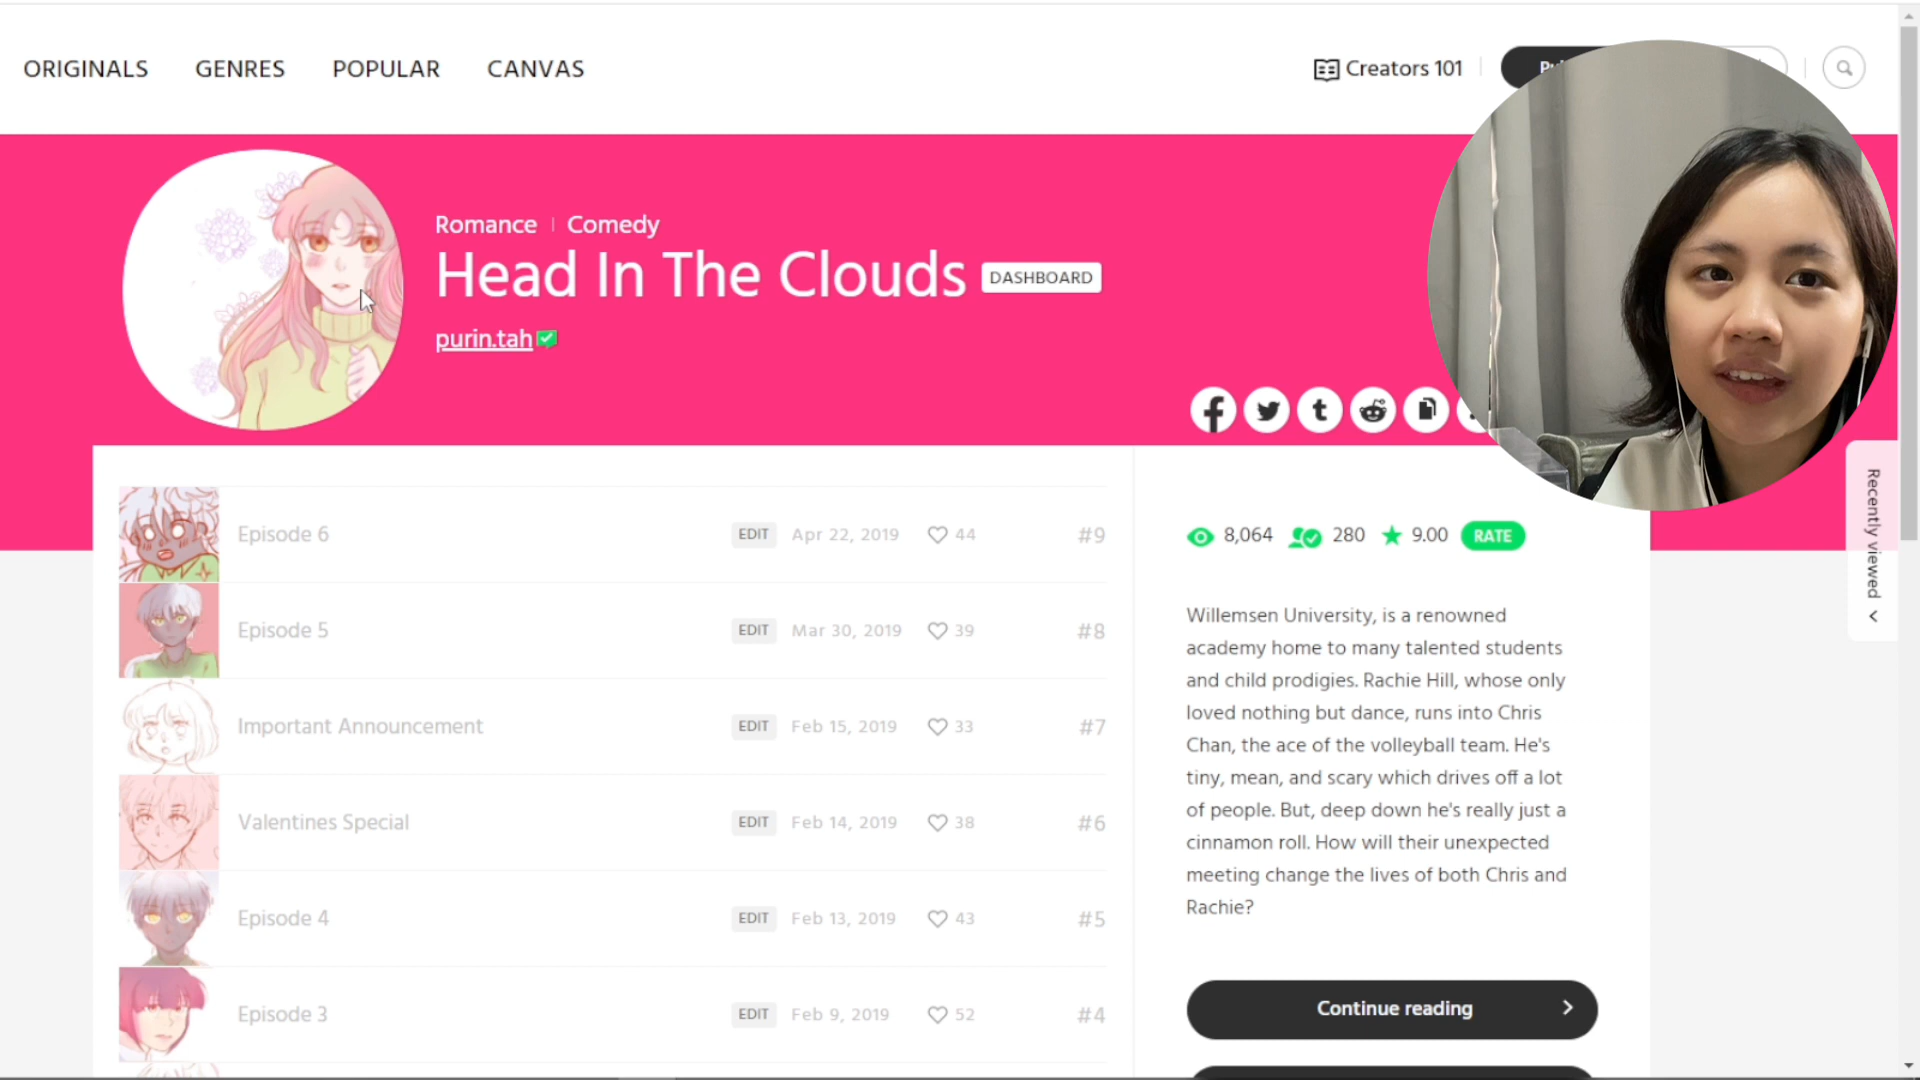 ORIGINALS GENRES POPULAR CANVAS Creators 101
Romance Comedy
Head In The Clouds DASHBOARD
purin.tah
Episode 6 EDIT Apr 22, 2019 44 #9
Episode 5 EDIT Mar 30, 2019 39 #8
Important Announcement EDIT Feb 15, 2019 33 #7
Valentines Special EDIT Feb 14, 2019 38 #6
Episode 4 EDIT Feb 13, 2019 43 #5
Episode 3 EDIT Feb 9, 2019 52 #4
8,064 280 9.00 RATE
Willemsen University, is a renowned
academy home to many talented students
and child prodigies. Rachie Hill, whose only
loved nothing but dance, runs into Chris
Chan, the ace of the volleyball team. He's
tiny, mean, and scary which drives off a lot
of people. But, deep down he's really just a
cinnamon roll. How will their unexpected
meeting change the lives of both Chris and
Rachie?
Continue reading
Recently viewed